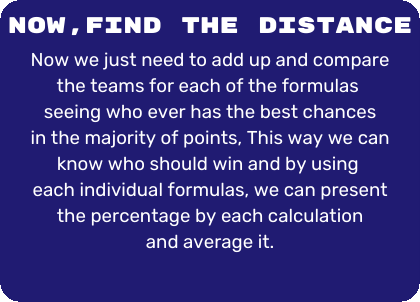 NOW,FIND THE DISTANCE
Now we just need to add up and compare
the teams for each of the formulas
seeing who ever has the best chances
in the majority of points, This way we can
know who should win and by using
each individual formulas, we can present
the percentage by each calculation
and average it.